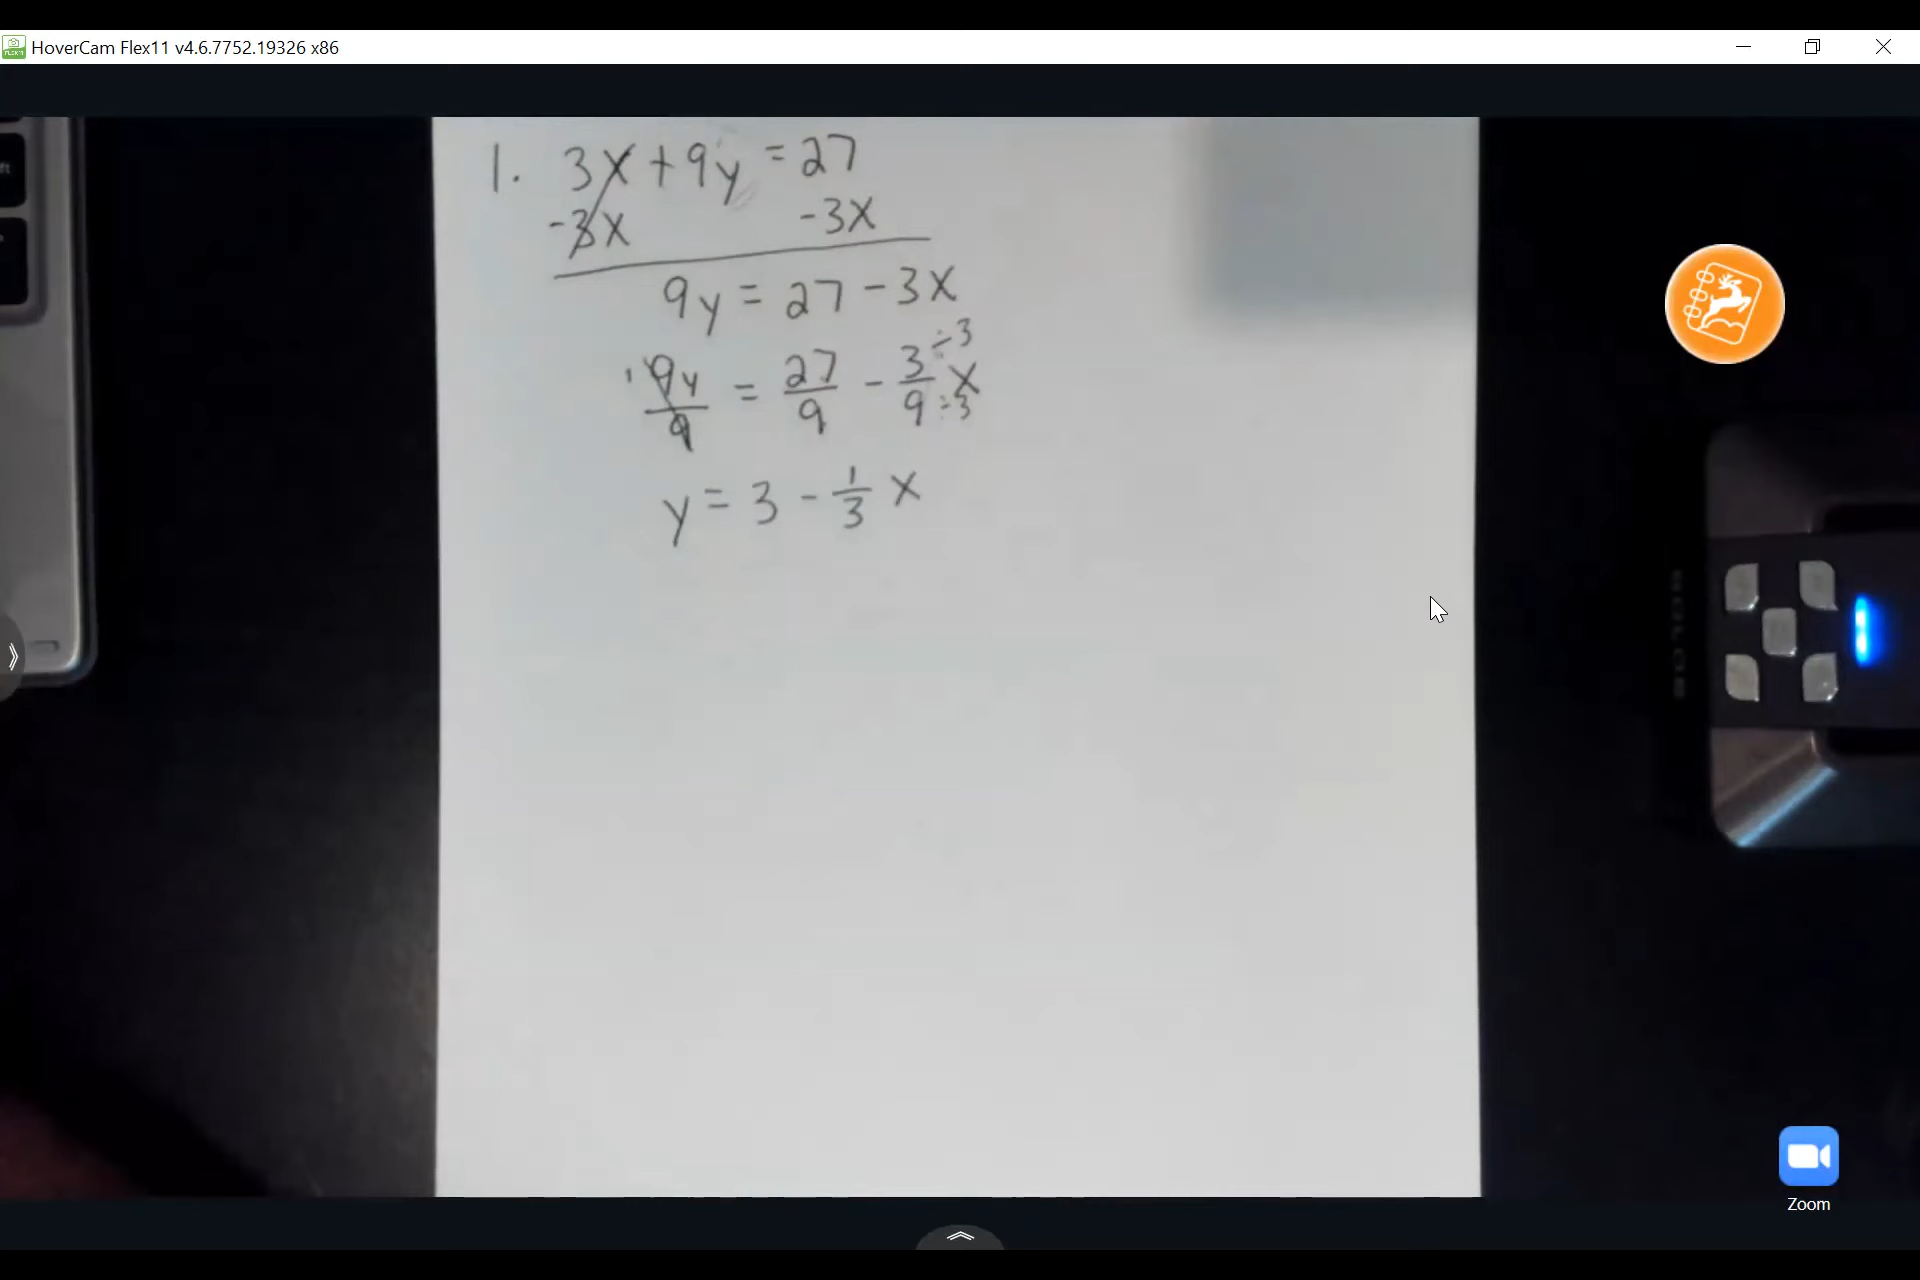 HoverCam Flex11 v4.6.7752.19326 x86
1. 3x + 9y = 27
-3x -3x
9y = 27 - 3x
÷3
1 9y/9 = 27/9 - 3/9 x
÷3
y = 3 - 1/3 x
Zoom